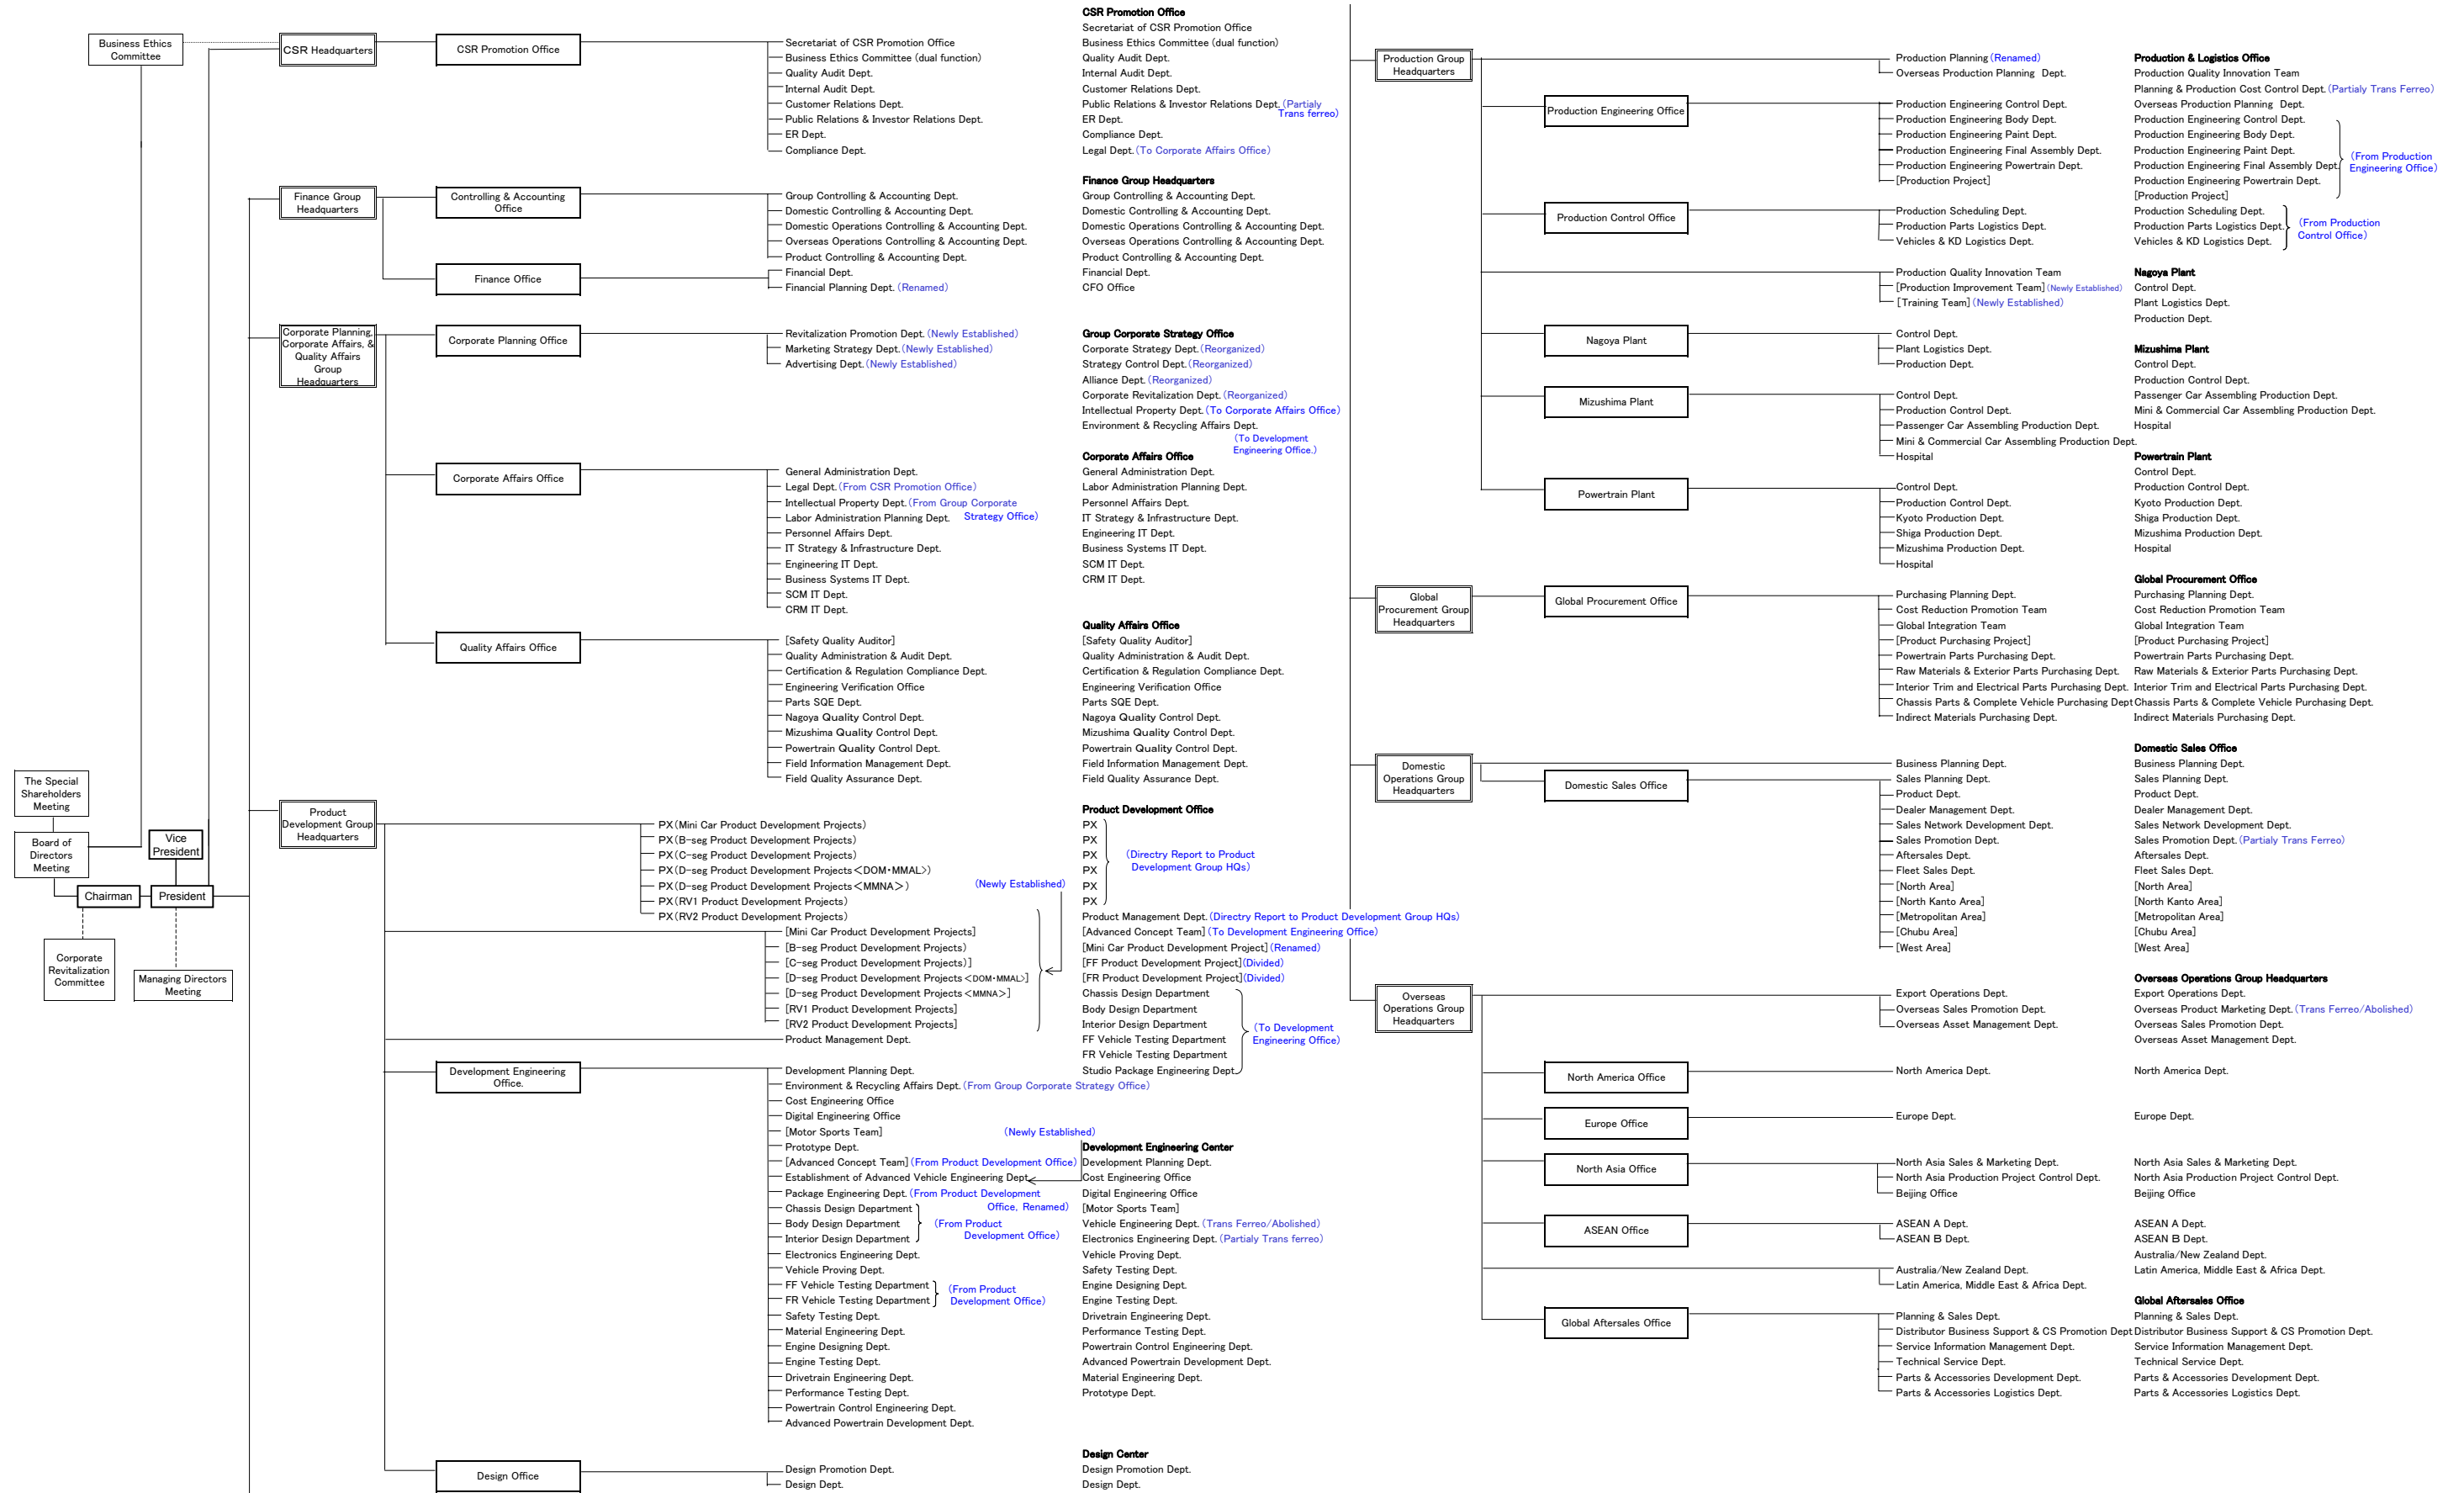 The Special
Shareholders
Meeting
Board of
Directors
Meeting
Chairman
Corporate
Revitalization
Committee
Vice
President
President
Managing Directors
Meeting
Business Ethics
Committee
CSR Headquarters
CSR Promotion Office
Secretariat of CSR Promotion Office
Business Ethics Committee (dual function)
Quality Audit Dept.
Internal Audit Dept.
Customer Relations Dept.
Public Relations & Investor Relations Dept.
ER Dept.
Compliance Dept.
Finance Group
Headquarters
Controlling & Accounting
Office
Group Controlling & Accounting Dept.
Domestic Controlling & Accounting Dept.
Domestic Operations Controlling & Accounting Dept.
Overseas Operations Controlling & Accounting Dept.
Product Controlling & Accounting Dept.
Finance Office
Financial Dept.
Financial Planning Dept. (Renamed)
Corporate Planning,
Corporate Affairs, &
Quality Affairs
Group
Headquarters
Corporate Planning Office
Revitalization Promotion Dept. (Newly Established)
Marketing Strategy Dept. (Newly Established)
Advertising Dept. (Newly Established)
Corporate Affairs Office
General Administration Dept.
Legal Dept. (From CSR Promotion Office)
Intellectual Property Dept. (From Group Corporate
Labor Administration Planning Dept. Strategy Office)
Personnel Affairs Dept.
IT Strategy & Infrastructure Dept.
Engineering IT Dept.
Business Systems IT Dept.
SCM IT Dept.
CRM IT Dept.
Quality Affairs Office
[Safety Quality Auditor]
Quality Administration & Audit Dept.
Certification & Regulation Compliance Dept.
Engineering Verification Office
Parts SQE Dept.
Nagoya Quality Control Dept.
Mizushima Quality Control Dept.
Powertrain Quality Control Dept.
Field Information Management Dept.
Field Quality Assurance Dept.
Product
Development Group
Headquarters
PX(Mini Car Product Development Projects)
PX(B-seg Product Development Projects)
PX(C-seg Product Development Projects)
PX(D-seg Product Development Projects<DOM・MMAL>)
PX(D-seg Product Development Projects<MMNA>)
PX(RV1 Product Development Projects)
PX(RV2 Product Development Projects)
(Newly Established)
[Mini Car Product Development Projects]
[B-seg Product Development Projects)
[C-seg Product Development Projects)]
[D-seg Product Development Projects<DOM・MMAL>]
[D-seg Product Development Projects<MMNA>]
[RV1 Product Development Projects]
[RV2 Product Development Projects]
Product Management Dept.
Development Engineering
Office.
Development Planning Dept.
Environment & Recycling Affairs Dept. (From Group Corporate Strategy Office)
Cost Engineering Office
Digital Engineering Office
[Motor Sports Team]
(Newly Established)
Prototype Dept.
[Advanced Concept Team] (From Product Development Office)
Establishment of Advanced Vehicle Engineering Dept.
Package Engineering Dept. (From Product Development
Office, Renamed)
Chassis Design Department
Body Design Department
Interior Design Department
(From Product
Development Office)
Electronics Engineering Dept.
Vehicle Proving Dept.
FF Vehicle Testing Department
FR Vehicle Testing Department
(From Product
Development Office)
Safety Testing Dept.
Material Engineering Dept.
Engine Designing Dept.
Engine Testing Dept.
Drivetrain Engineering Dept.
Performance Testing Dept.
Powertrain Control Engineering Dept.
Advanced Powertrain Development Dept.
Design Office
Design Promotion Dept.
Design Dept.
CSR Promotion Office
Secretariat of CSR Promotion Office
Business Ethics Committee (dual function)
Quality Audit Dept.
Internal Audit Dept.
Customer Relations Dept.
Public Relations & Investor Relations Dept. (Partialy
Trans ferreo)
ER Dept.
Compliance Dept.
Legal Dept. (To Corporate Affairs Office)
Finance Group Headquarters
Group Controlling & Accounting Dept.
Domestic Controlling & Accounting Dept.
Domestic Operations Controlling & Accounting Dept.
Overseas Operations Controlling & Accounting Dept.
Product Controlling & Accounting Dept.
Financial Dept.
CFO Office
Group Corporate Strategy Office
Corporate Strategy Dept. (Reorganized)
Strategy Control Dept. (Reorganized)
Alliance Dept. (Reorganized)
Corporate Revitalization Dept. (Reorganized)
Intellectual Property Dept. (To Corporate Affairs Office)
Environment & Recycling Affairs Dept.
(To Development
Engineering Office.)
Corporate Affairs Office
General Administration Dept.
Labor Administration Planning Dept.
Personnel Affairs Dept.
IT Strategy & Infrastructure Dept.
Engineering IT Dept.
Business Systems IT Dept.
SCM IT Dept.
CRM IT Dept.
Quality Affairs Office
[Safety Quality Auditor]
Quality Administration & Audit Dept.
Certification & Regulation Compliance Dept.
Engineering Verification Office
Parts SQE Dept.
Nagoya Quality Control Dept.
Mizushima Quality Control Dept.
Powertrain Quality Control Dept.
Field Information Management Dept.
Field Quality Assurance Dept.
Product Development Office
PX
PX
PX
PX
PX
PX
(Directry Report to Product
Development Group HQs)
Product Management Dept. (Directry Report to Product Development Group HQs)
[Advanced Concept Team] (To Development Engineering Office)
[Mini Car Product Development Project] (Renamed)
[FF Product Development Project](Divided)
[FR Product Development Project](Divided)
Chassis Design Department
Body Design Department
Interior Design Department
FF Vehicle Testing Department
FR Vehicle Testing Department
Studio Package Engineering Dept.
(To Development
Engineering Office)
Development Engineering Center
Development Planning Dept.
Cost Engineering Office
Digital Engineering Office
[Motor Sports Team]
Vehicle Engineering Dept. (Trans Ferreo/Abolished)
Electronics Engineering Dept. (Partialy Trans ferreo)
Vehicle Proving Dept.
Safety Testing Dept.
Engine Designing Dept.
Engine Testing Dept.
Drivetrain Engineering Dept.
Performance Testing Dept.
Powertrain Control Engineering Dept.
Advanced Powertrain Development Dept.
Material Engineering Dept.
Prototype Dept.
Design Center
Design Promotion Dept.
Design Dept.
Production Group
Headquarters
Production Planning (Renamed)
Overseas Production Planning Dept.
Production Engineering Office
Production Engineering Control Dept.
Production Engineering Body Dept.
Production Engineering Paint Dept.
Production Engineering Final Assembly Dept.
Production Engineering Powertrain Dept.
[Production Project]
Production Control Office
Production Scheduling Dept.
Production Parts Logistics Dept.
Vehicles & KD Logistics Dept.
Production Quality Innovation Team
[Production Improvement Team] (Newly Established)
[Training Team] (Newly Established)
Nagoya Plant
Control Dept.
Plant Logistics Dept.
Production Dept.
Mizushima Plant
Control Dept.
Production Control Dept.
Passenger Car Assembling Production Dept.
Mini & Commercial Car Assembling Production Dept.
Hospital
Powertrain Plant
Control Dept.
Production Control Dept.
Kyoto Production Dept.
Shiga Production Dept.
Mizushima Production Dept.
Hospital
Global
Procurement Group
Headquarters
Global Procurement Office
Purchasing Planning Dept.
Cost Reduction Promotion Team
Global Integration Team
[Product Purchasing Project]
Powertrain Parts Purchasing Dept.
Raw Materials & Exterior Parts Purchasing Dept.
Interior Trim and Electrical Parts Purchasing Dept.
Chassis Parts & Complete Vehicle Purchasing Dept
Indirect Materials Purchasing Dept.
Domestic
Operations Group
Headquarters
Domestic Sales Office
Business Planning Dept.
Sales Planning Dept.
Product Dept.
Dealer Management Dept.
Sales Network Development Dept.
Sales Promotion Dept.
Aftersales Dept.
Fleet Sales Dept.
[North Area]
[North Kanto Area]
[Metropolitan Area]
[Chubu Area]
[West Area]
Overseas
Operations Group
Headquarters
Export Operations Dept.
Overseas Sales Promotion Dept.
Overseas Asset Management Dept.
North America Office
North America Dept.
Europe Office
Europe Dept.
North Asia Office
North Asia Sales & Marketing Dept.
North Asia Production Project Control Dept.
Beijing Office
ASEAN Office
ASEAN A Dept.
ASEAN B Dept.
Australia/New Zealand Dept.
Latin America, Middle East & Africa Dept.
Global Aftersales Office
Planning & Sales Dept.
Distributor Business Support & CS Promotion Dept
Service Information Management Dept.
Technical Service Dept.
Parts & Accessories Development Dept.
Parts & Accessories Logistics Dept.
Production & Logistics Office
Production Quality Innovation Team
Planning & Production Cost Control Dept. (Partialy Trans Ferreo)
Overseas Production Planning Dept.
Production Engineering Control Dept.
Production Engineering Body Dept.
Production Engineering Paint Dept.
Production Engineering Final Assembly Dept.
Production Engineering Powertrain Dept.
[Production Project]
(From Production
Engineering Office)
Production Scheduling Dept.
Production Parts Logistics Dept.
Vehicles & KD Logistics Dept.
(From Production
Control Office)
Nagoya Plant
Control Dept.
Plant Logistics Dept.
Production Dept.
Mizushima Plant
Control Dept.
Production Control Dept.
Passenger Car Assembling Production Dept.
Mini & Commercial Car Assembling Production Dept.
Hospital
Powertrain Plant
Control Dept.
Production Control Dept.
Kyoto Production Dept.
Shiga Production Dept.
Mizushima Production Dept.
Hospital
Global Procurement Office
Purchasing Planning Dept.
Cost Reduction Promotion Team
Global Integration Team
[Product Purchasing Project]
Powertrain Parts Purchasing Dept.
Raw Materials & Exterior Parts Purchasing Dept.
Interior Trim and Electrical Parts Purchasing Dept.
Chassis Parts & Complete Vehicle Purchasing Dept.
Indirect Materials Purchasing Dept.
Domestic Sales Office
Business Planning Dept.
Sales Planning Dept.
Product Dept.
Dealer Management Dept.
Sales Network Development Dept.
Sales Promotion Dept. (Partialy Trans Ferreo)
Aftersales Dept.
Fleet Sales Dept.
[North Area]
[North Kanto Area]
[Metropolitan Area]
[Chubu Area]
[West Area]
Overseas Operations Group Headquarters
Export Operations Dept.
Overseas Product Marketing Dept. (Trans Ferreo/Abolished)
Overseas Sales Promotion Dept.
Overseas Asset Management Dept.
North America Dept.
Europe Dept.
North Asia Sales & Marketing Dept.
North Asia Production Project Control Dept.
Beijing Office
ASEAN A Dept.
ASEAN B Dept.
Australia/New Zealand Dept.
Latin America, Middle East & Africa Dept.
Global Aftersales Office
Planning & Sales Dept.
Distributor Business Support & CS Promotion Dept.
Service Information Management Dept.
Technical Service Dept.
Parts & Accessories Development Dept.
Parts & Accessories Logistics Dept.